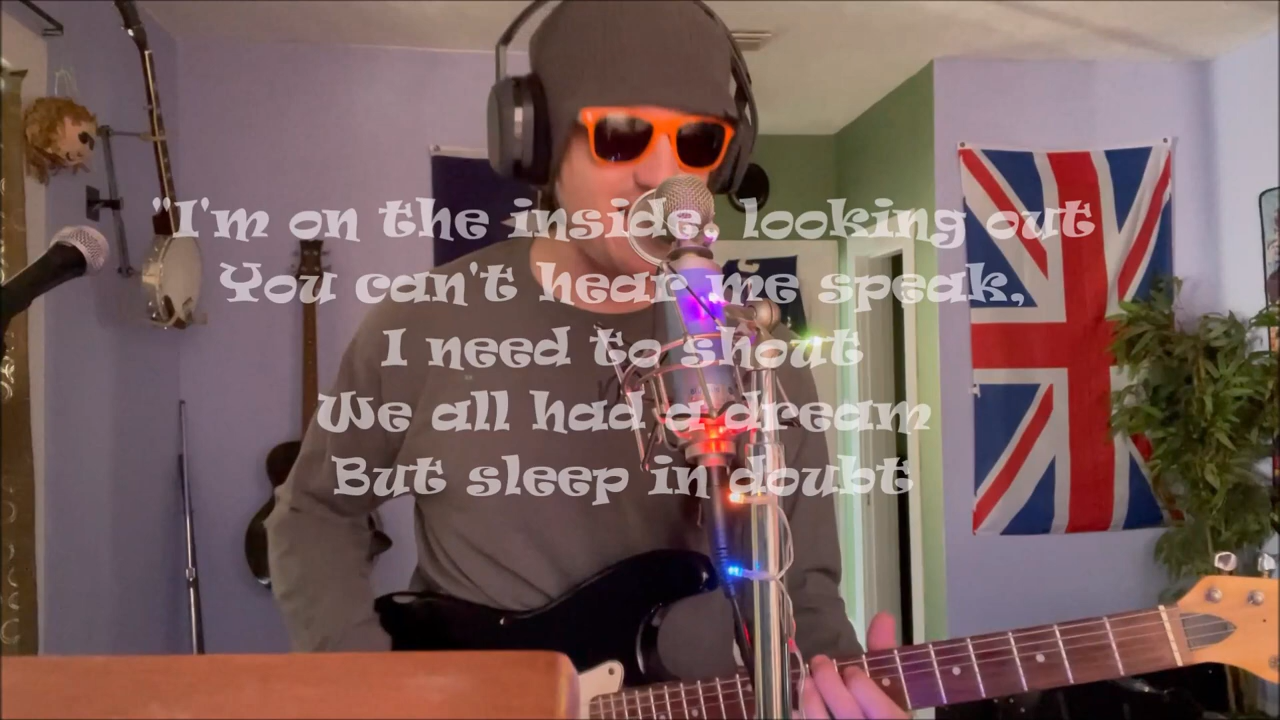 "I'm on the inside, looking out
You can't hear me speak,
I need to shout
We all had a dream
But sleep in doubt